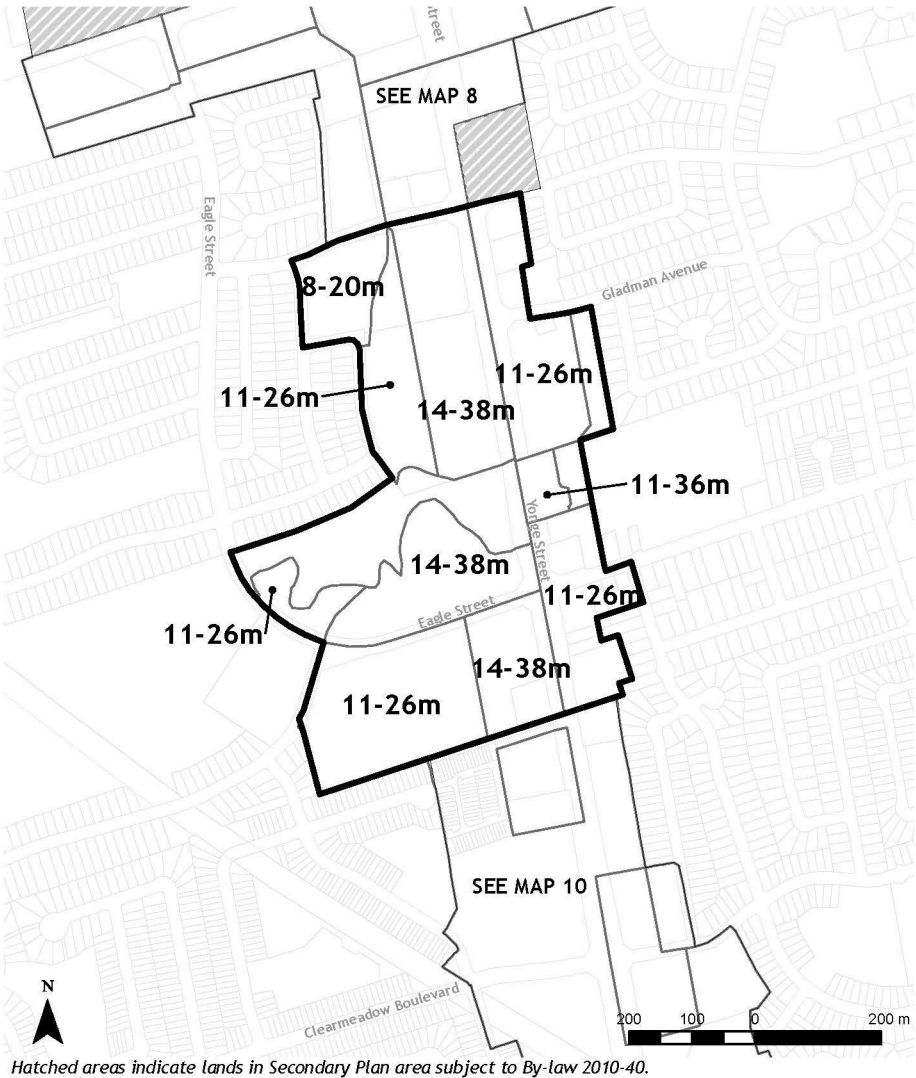 Street
SEE MAP 8
Eagle Street
Gladman Avenue
8-20m
11-26m
11-26m
14-38m
11-36m
Yonge Street
14-38m
11-26m
Eagle Street
11-26m
14-38m
11-26m
SEE MAP 10
N
Clearmeadow Boulevard
200 100 0 200 m
Hatched areas indicate lands in Secondary Plan area subject to By-law 2010-40.